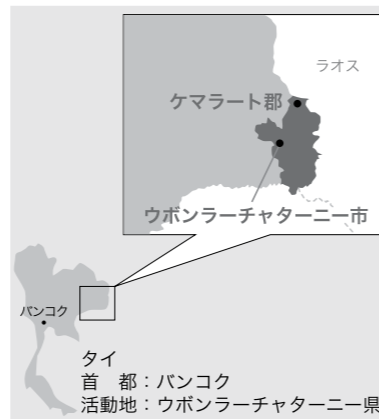 ラオス
ケマラート郡
ウボンラーチャターニー市
バンコク
タイ
首　都：バンコク
活動地：ウボンラーチャターニー県